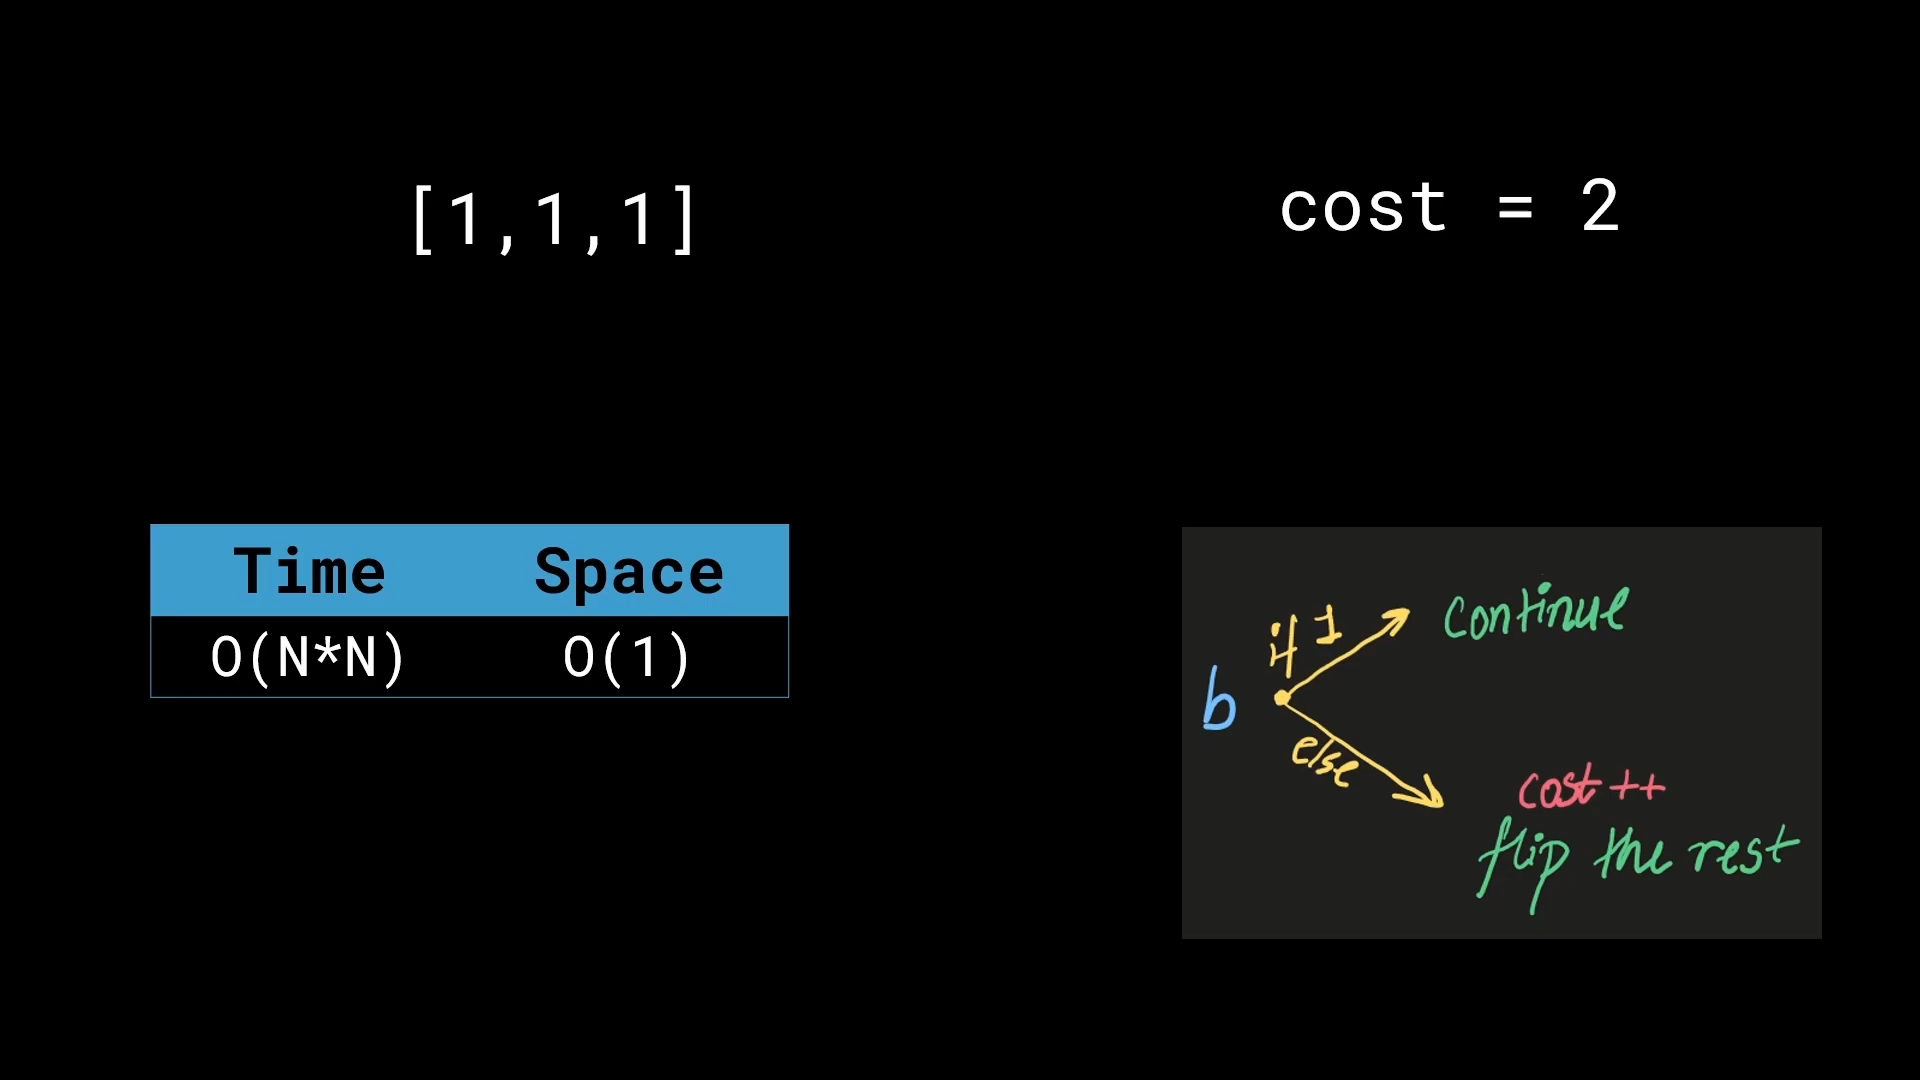 [1,1,1]
cost = 2
Time Space
O(N*N) O(1)
if 1
continue
b
else
cost++
flip the rest